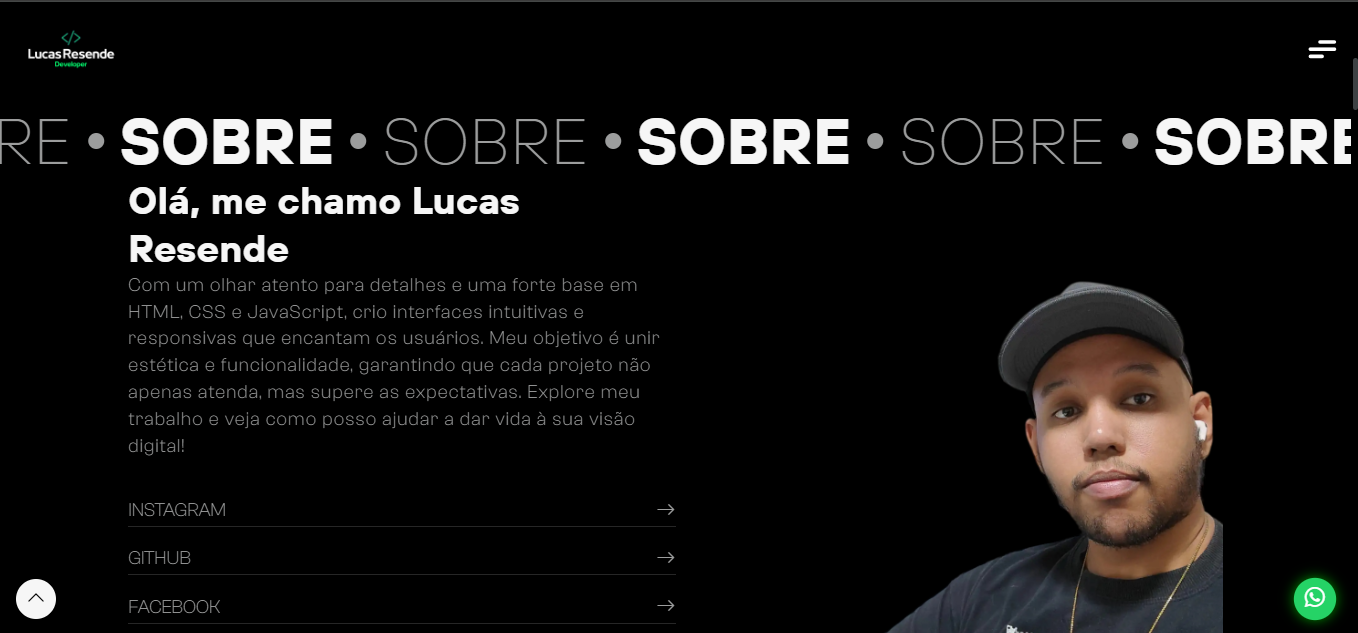 </>
Lucas Resende
Developer
RE • SOBRE • SOBRE • SOBRE • SOBRE • SOBRE
Olá, me chamo Lucas
Resende
Com um olhar atento para detalhes e uma forte base em
HTML, CSS e JavaScript, crio interfaces intuitivas e
responsivas que encantam os usuários. Meu objetivo é unir
estética e funcionalidade, garantindo que cada projeto não
apenas atenda, mas supere as expectativas. Explore meu
trabalho e veja como posso ajudar a dar vida à sua visão
digital!
INSTAGRAM
GITHUB
FACEBOOK